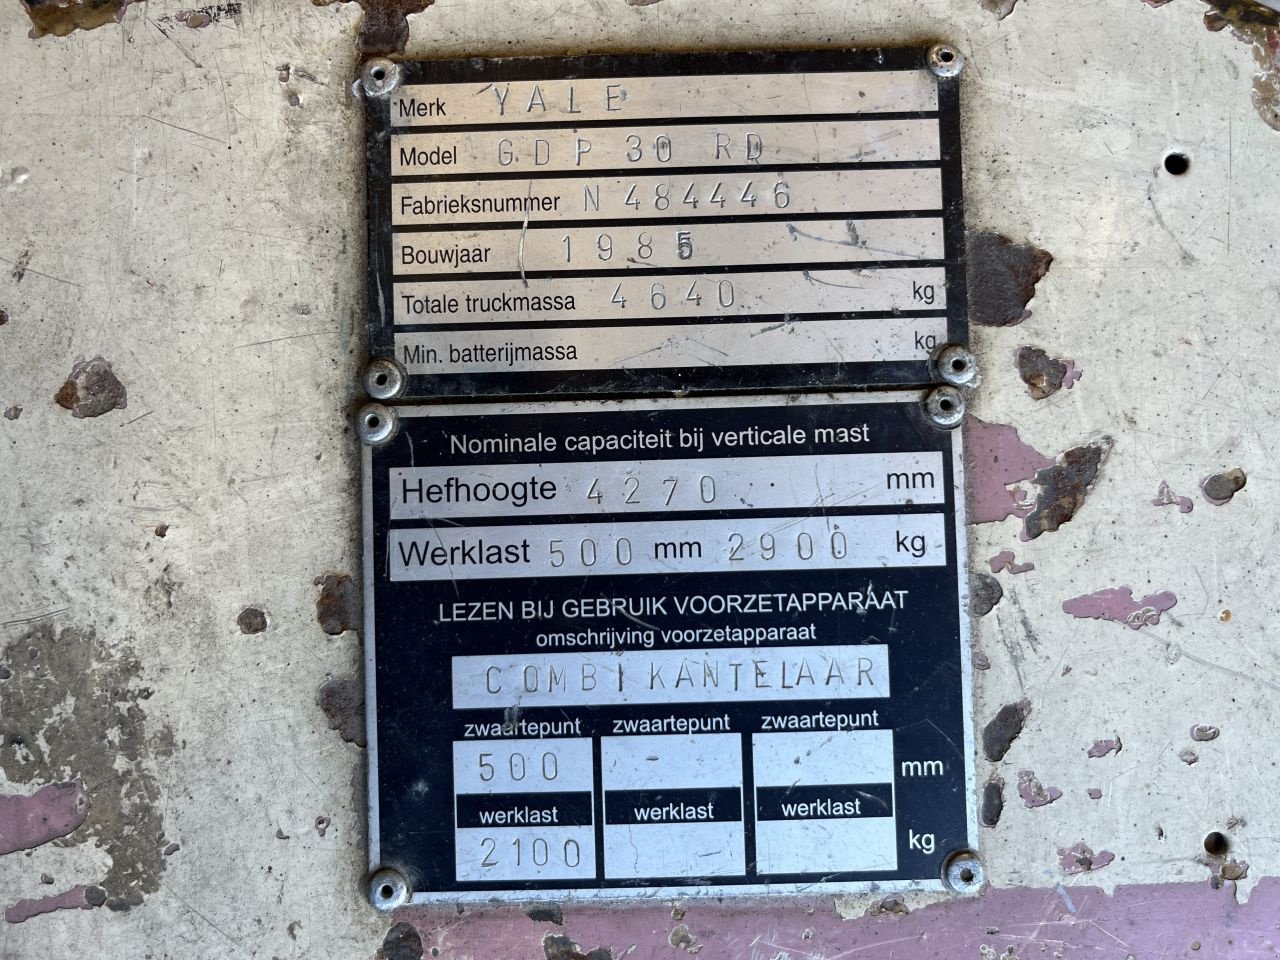 Merk YALE
Model GDP 30 RD
Fabrieksnummer N 484446
Bouwjaar 1985
Totale truckmassa 4640 kg
Min. batterijmassa kg
Nominale capaciteit bij verticale mast
Hefhoogte 4270 mm
Werklast 500 mm 2900 kg
LEZEN BIJ GEBRUIK VOORZETAPPARAAT
omschrijving voorzetapparaat
COMBI KANTELAAR
zwaartepunt zwaartepunt zwaartepunt
500 - - mm
werklast werklast werklast
2100 kg